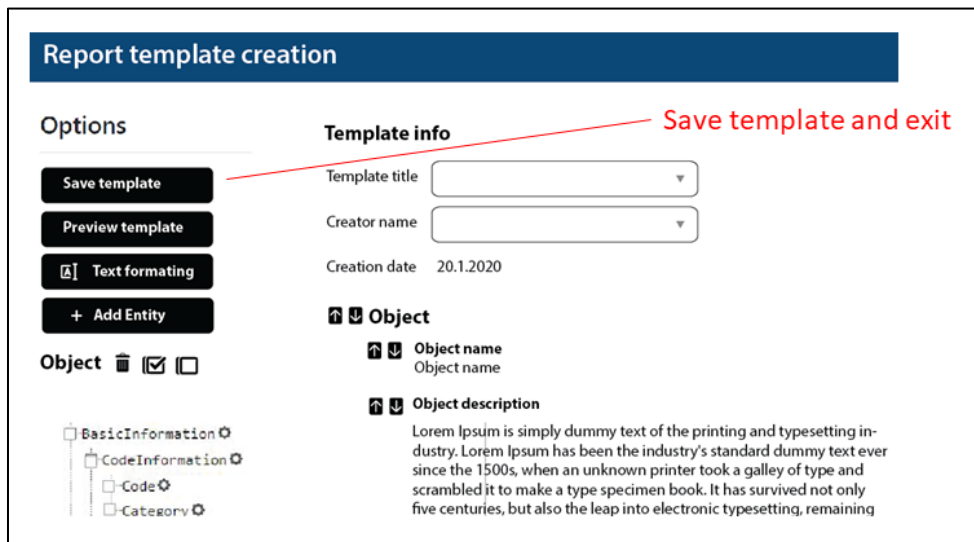 Report template creation
Save template and exit
Options
Save template
Preview template
A Text formating
+ Add Entity
Object
BasicInformation
CodeInformation
Code
Category
Template info
Template title
Creator name
Creation date 20.1.2020
Object
Object name
Object name
Object description
Lorem Ipsum is simply dummy text of the printing and typesetting in-
dustry. Lorem Ipsum has been the industry's standard dummy text ever
since the 1500s, when an unknown printer took a galley of type and
scrambled it to make a type specimen book. It has survived not only
five centuries, but also the leap into electronic typesetting, remaining